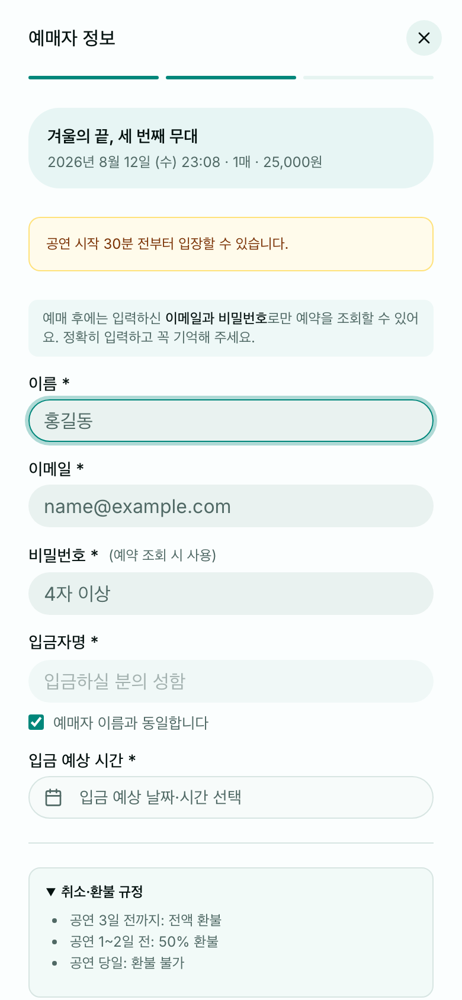 예매자 정보
겨울의 끝, 세 번째 무대
2026년 8월 12일 (수) 23:08 · 1매 · 25,000원
공연 시작 30분 전부터 입장할 수 있습니다.
예매 후에는 입력하신 이메일과 비밀번호로만 예약을 조회할 수 있어
요. 정확히 입력하고 꼭 기억해 주세요.
이름 *
홍길동
이메일 *
name@example.com
비밀번호 * (예약 조회 시 사용)
4자 이상
입금자명 *
입금하실 분의 성함
예매자 이름과 동일합니다
입금 예상 시간 *
입금 예상 날짜·시간 선택
▼ 취소·환불 규정
• 공연 3일 전까지: 전액 환불
• 공연 1~2일 전: 50% 환불
• 공연 당일: 환불 불가